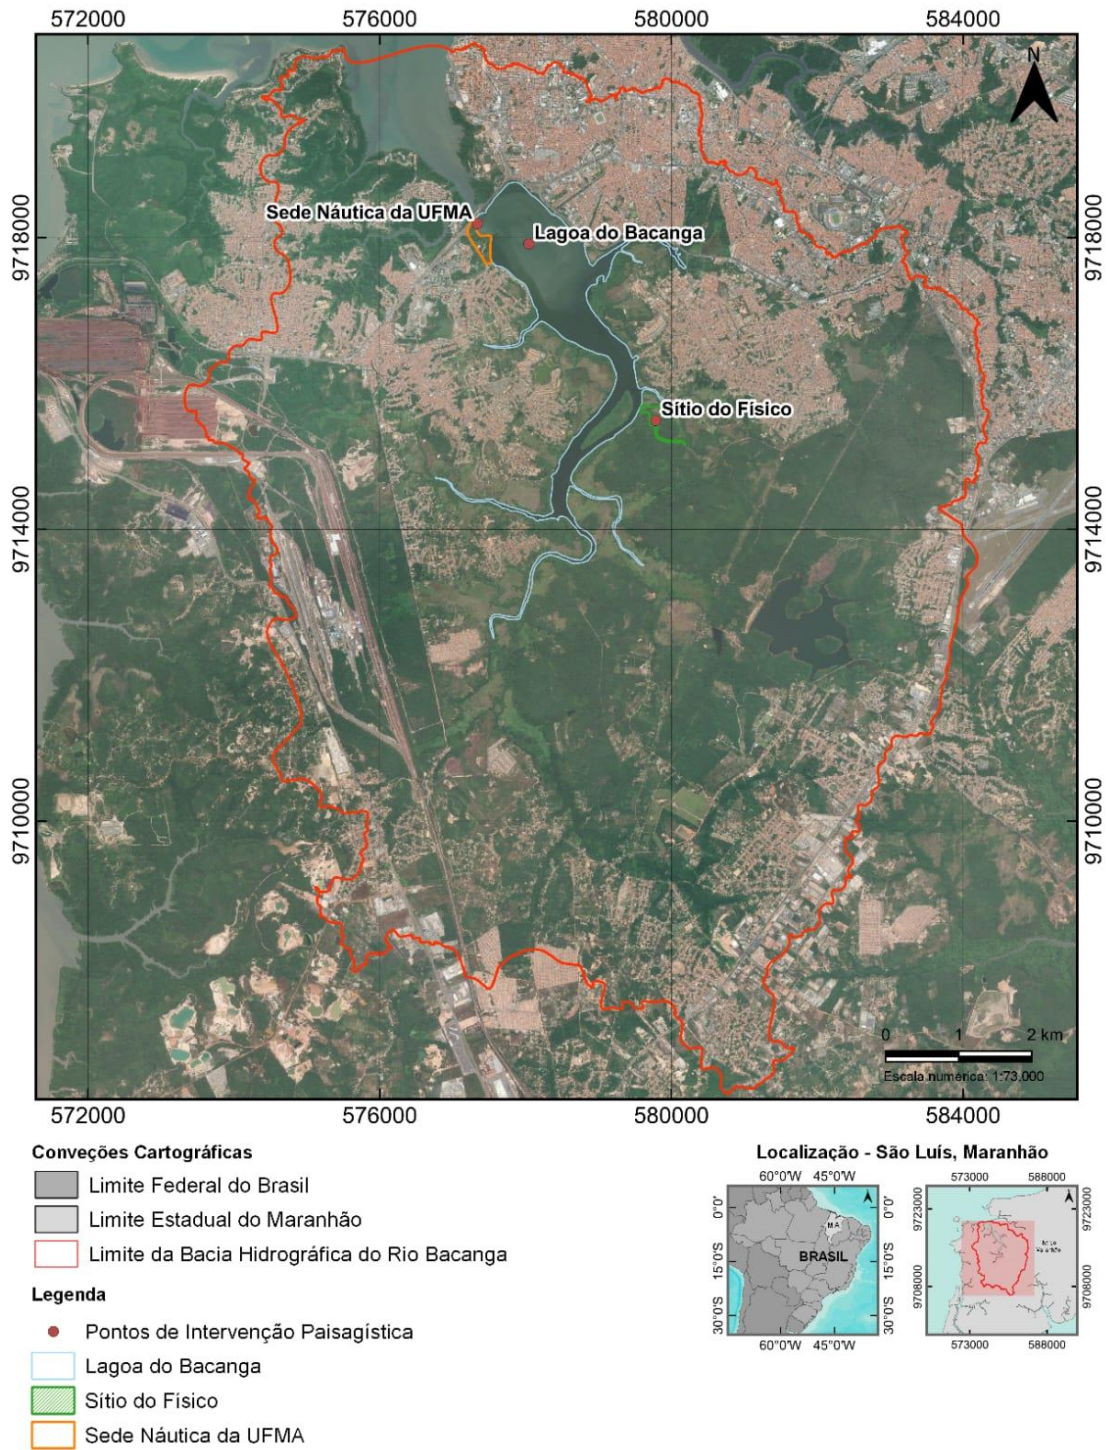 572000 576000 580000 584000
N
Sede Náutica da UFMA
Lagoa do Bacanga
9718000 9718000
Sítio do Físico
9714000 9714000
9710000 9710000
0 1 2 km
Escala numérica: 1:73.000
572000 576000 580000 584000
Conveções Cartográficas
Limite Federal do Brasil
Limite Estadual do Maranhão
Limite da Bacia Hidrográfica do Rio Bacanga
Legenda
Pontos de Intervenção Paisagística
Lagoa do Bacanga
Sítio do Físico
Sede Náutica da UFMA
Localização - São Luís, Maranhão
60°0'W 45°0'W
0°0' 0°0'
MA
BRASIL
15°0'S 15°0'S
30°0'S 30°0'S
60°0'W 45°0'W
573000 588000
9723000 9723000
9708000 9708000
573000 588000